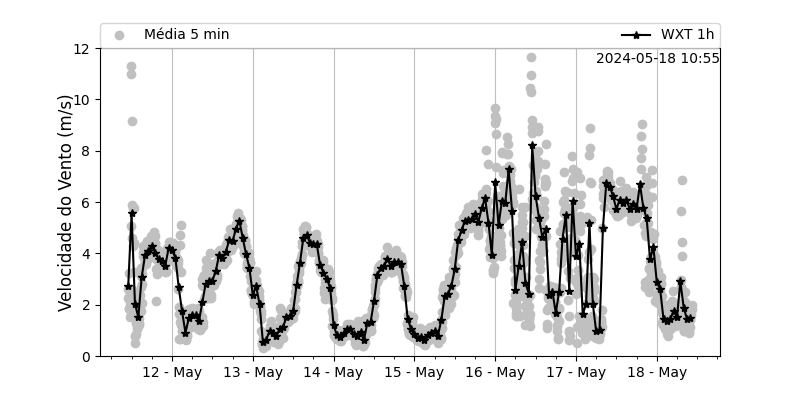 Média 5 min
WXT 1h
2024-05-18 10:55
Velocidade do Vento (m/s)
12
10
8
6
4
2
0
12 - May
13 - May
14 - May
15 - May
16 - May
17 - May
18 - May